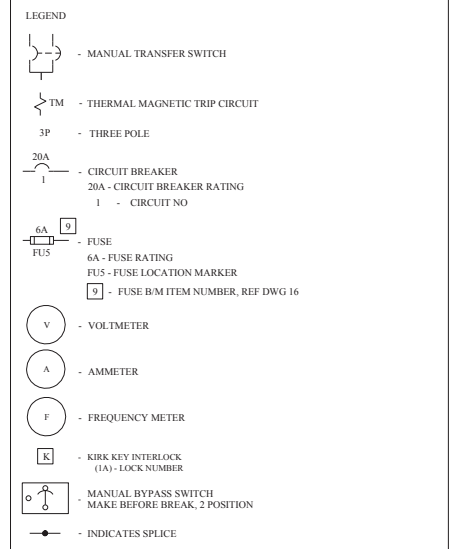 LEGEND
- MANUAL TRANSFER SWITCH
TM - THERMAL MAGNETIC TRIP CIRCUIT
3P - THREE POLE
20A
1
- CIRCUIT BREAKER
20A - CIRCUIT BREAKER RATING
1 - CIRCUIT NO
6A 9
FU5
- FUSE
6A - FUSE RATING
FU5 - FUSE LOCATION MARKER
9 - FUSE B/M ITEM NUMBER, REF DWG 16
V - VOLTMETER
A - AMMETER
F - FREQUENCY METER
K - KIRK KEY INTERLOCK
(1A) - LOCK NUMBER
- MANUAL BYPASS SWITCH
MAKE BEFORE BREAK, 2 POSITION
- INDICATES SPLICE